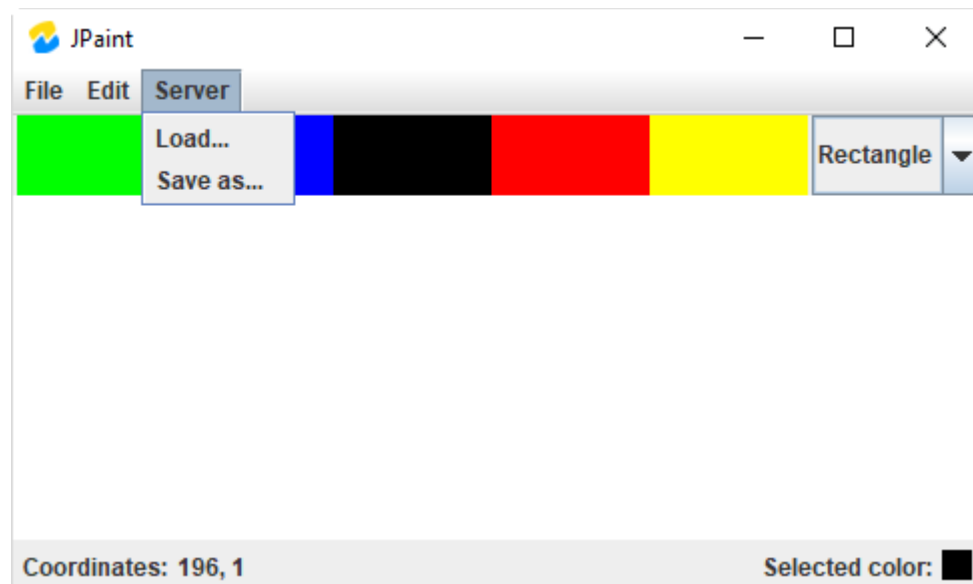 JPaint
File Edit Server
Load...
Save as...
Rectangle
Coordinates: 196, 1
Selected color: